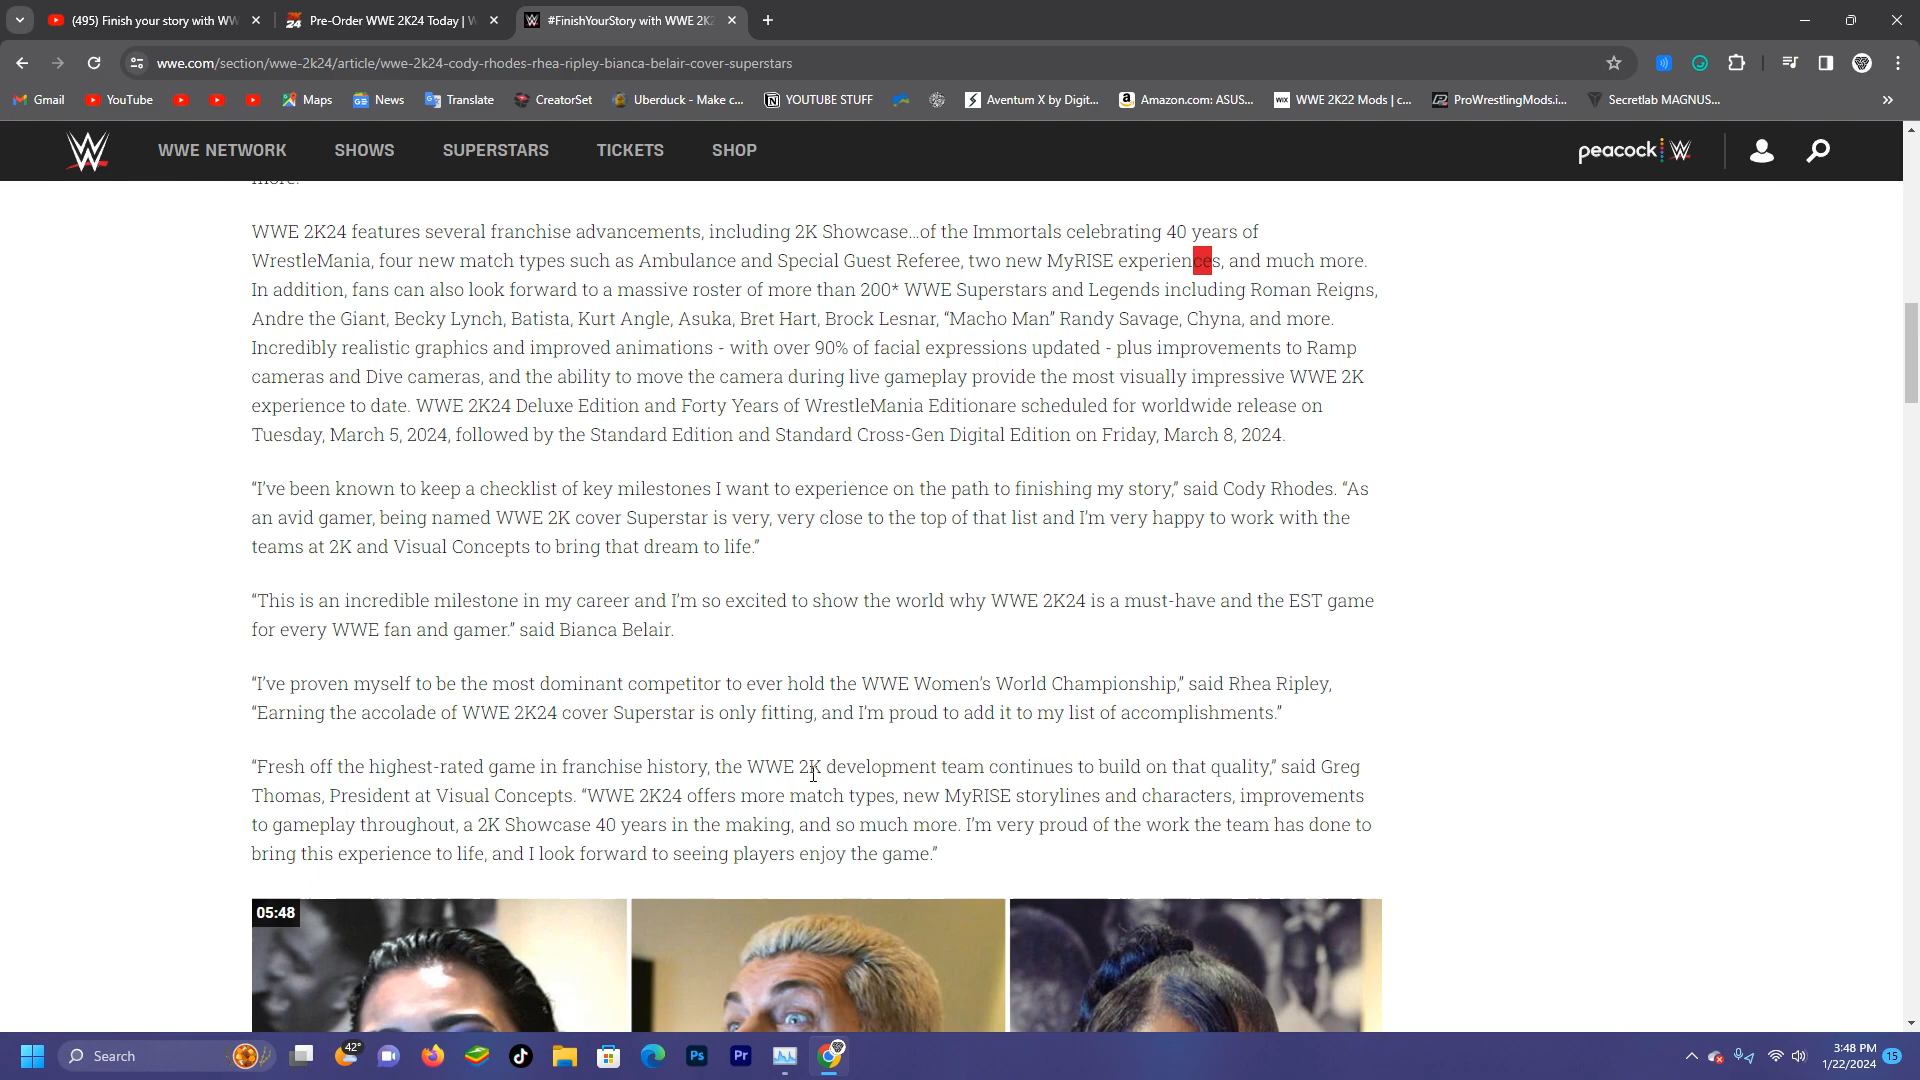 (495) Finish your story with WW
Pre-Order WWE 2K24 Today | W
#FinishYourStory with WWE 2K2
wwe.com/section/wwe-2k24/article/wwe-2k24-cody-rhodes-rhea-ripley-bianca-belair-cover-superstars
Gmail
YouTube
Maps
News
Translate
CreatorSet
Uberduck - Make c...
YOUTUBE STUFF
Aventum X by Digit...
Amazon.com: ASUS...
WWE 2K22 Mods | c...
ProWrestlingMods.i...
Secretlab MAGNUS...
WWE NETWORK
SHOWS
SUPERSTARS
TICKETS
SHOP
peacock
more.
WWE 2K24 features several franchise advancements, including 2K Showcase…of the Immortals celebrating 40 years of
WrestleMania, four new match types such as Ambulance and Special Guest Referee, two new MyRISE experiences, and much more.
In addition, fans can also look forward to a massive roster of more than 200* WWE Superstars and Legends including Roman Reigns,
Andre the Giant, Becky Lynch, Batista, Kurt Angle, Asuka, Bret Hart, Brock Lesnar, “Macho Man” Randy Savage, Chyna, and more.
Incredibly realistic graphics and improved animations - with over 90% of facial expressions updated - plus improvements to Ramp
cameras and Dive cameras, and the ability to move the camera during live gameplay provide the most visually impressive WWE 2K
experience to date. WWE 2K24 Deluxe Edition and Forty Years of WrestleMania Editionare scheduled for worldwide release on
Tuesday, March 5, 2024, followed by the Standard Edition and Standard Cross-Gen Digital Edition on Friday, March 8, 2024.
“I’ve been known to keep a checklist of key milestones I want to experience on the path to finishing my story,” said Cody Rhodes. “As
an avid gamer, being named WWE 2K cover Superstar is very, very close to the top of that list and I’m very happy to work with the
teams at 2K and Visual Concepts to bring that dream to life.”
“This is an incredible milestone in my career and I’m so excited to show the world why WWE 2K24 is a must-have and the EST game
for every WWE fan and gamer.” said Bianca Belair.
“I’ve proven myself to be the most dominant competitor to ever hold the WWE Women’s World Championship,” said Rhea Ripley,
“Earning the accolade of WWE 2K24 cover Superstar is only fitting, and I’m proud to add it to my list of accomplishments.”
“Fresh off the highest-rated game in franchise history, the WWE 2K development team continues to build on that quality,” said Greg
Thomas, President at Visual Concepts. “WWE 2K24 offers more match types, new MyRISE storylines and characters, improvements
to gameplay throughout, a 2K Showcase 40 years in the making, and so much more. I’m very proud of the work the team has done to
bring this experience to life, and I look forward to seeing players enjoy the game.”
05:48
Search
42°
Ps
Pr
3:48 PM
1/22/2024
15